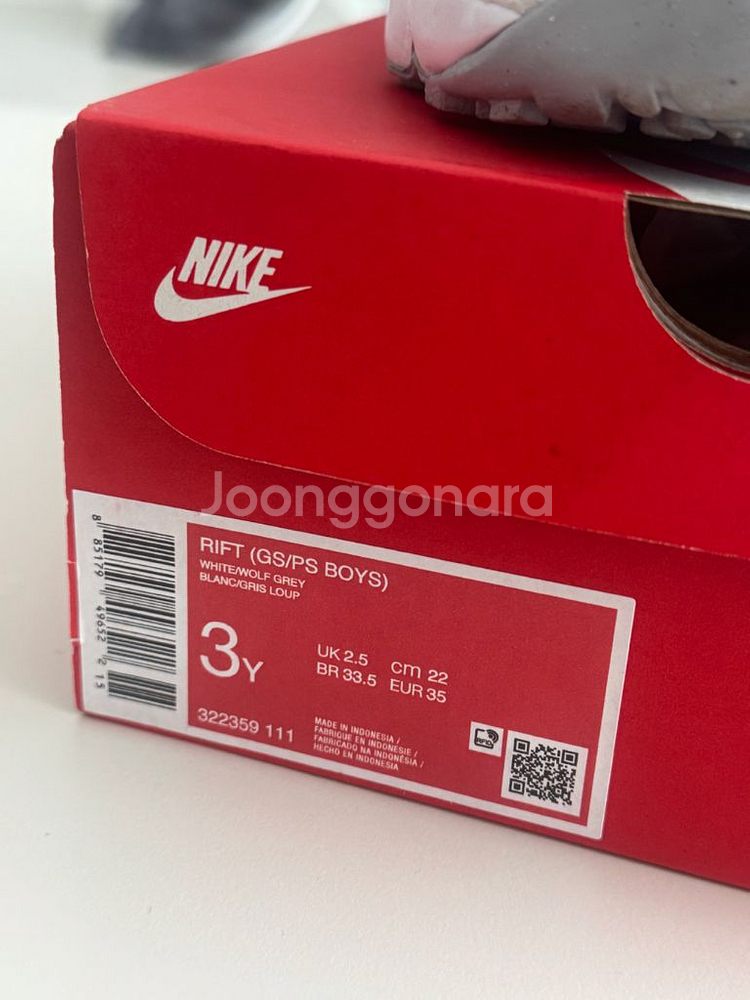 NIKE
Joonggonara
RIFT (GS/PS BOYS)
WHITE/WOLF GREY
BLANC/GRIS LOUP
3Y
UK 2.5 cm 22
BR 33.5 EUR 35
322359 111
MADE IN INDONESIA /
FABRIQUE EN INDONÉSIE /
FABRICADO NA INDONÉSIA /
HECHO EN INDONESIA